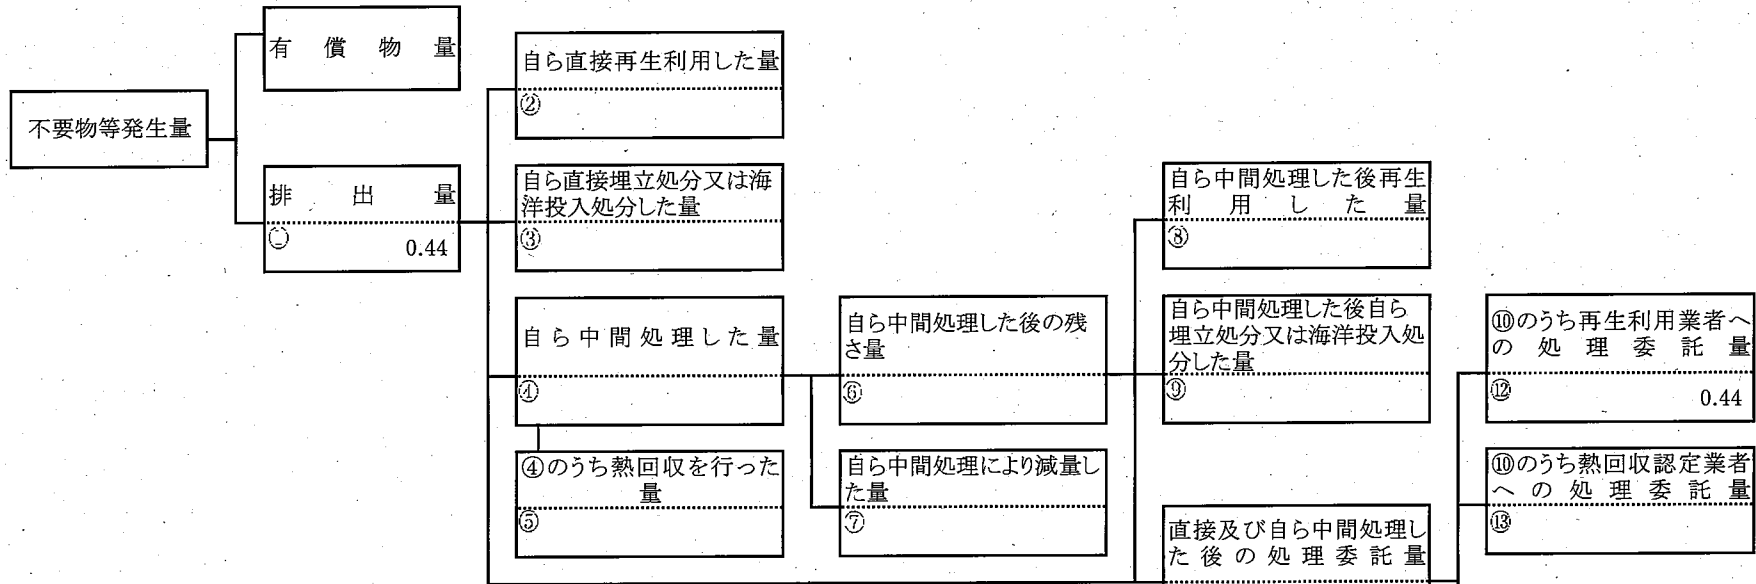 有償物量
不要物等発生量
排出量
①
0.44
自ら直接再生利用した量
②
自ら直接埋立処分又は海
洋投入処分した量
③
自ら中間処理した量
④
④のうち熱回収を行った
量
⑤
自ら中間処理した後の残
さ量
⑥
自ら中間処理により減量し
た量
⑦
自ら中間処理した後再生
利用した量
⑧
自ら中間処理した後自ら
埋立処分又は海洋投入処
分した量
⑨
直接及び自ら中間処理し
た後の処理委託量
⑩のうち再生利用業者へ
の処理委託量
⑫
0.44
⑩のうち熱回収認定業者
への処理委託量
⑬